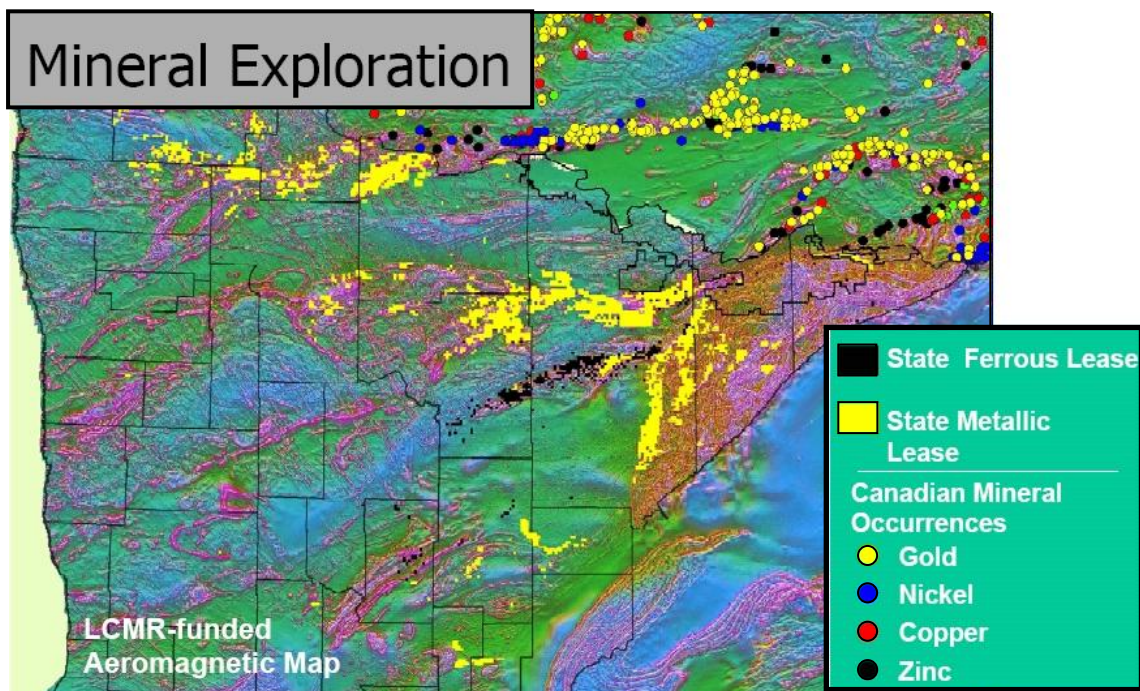 Mineral Exploration
State Ferrous Lease
State Metallic
Lease
Canadian Mineral
Occurrences
Gold
Nickel
Copper
Zinc
LCMR-funded
Aeromagnetic Map